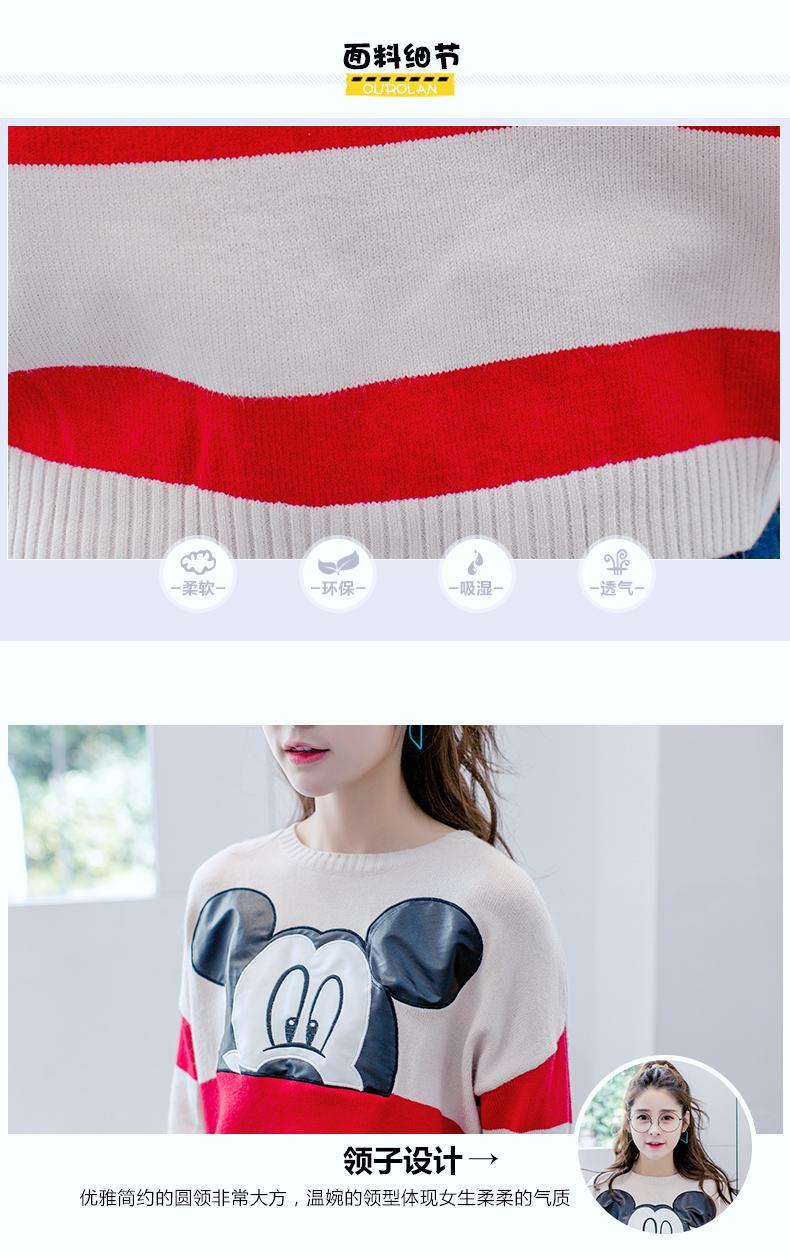 面料细节
OUROLAN
柔软
环保
吸湿
透气
领子设计→
优雅简约的圆领非常大方，温婉的领型体现女生柔柔的气质